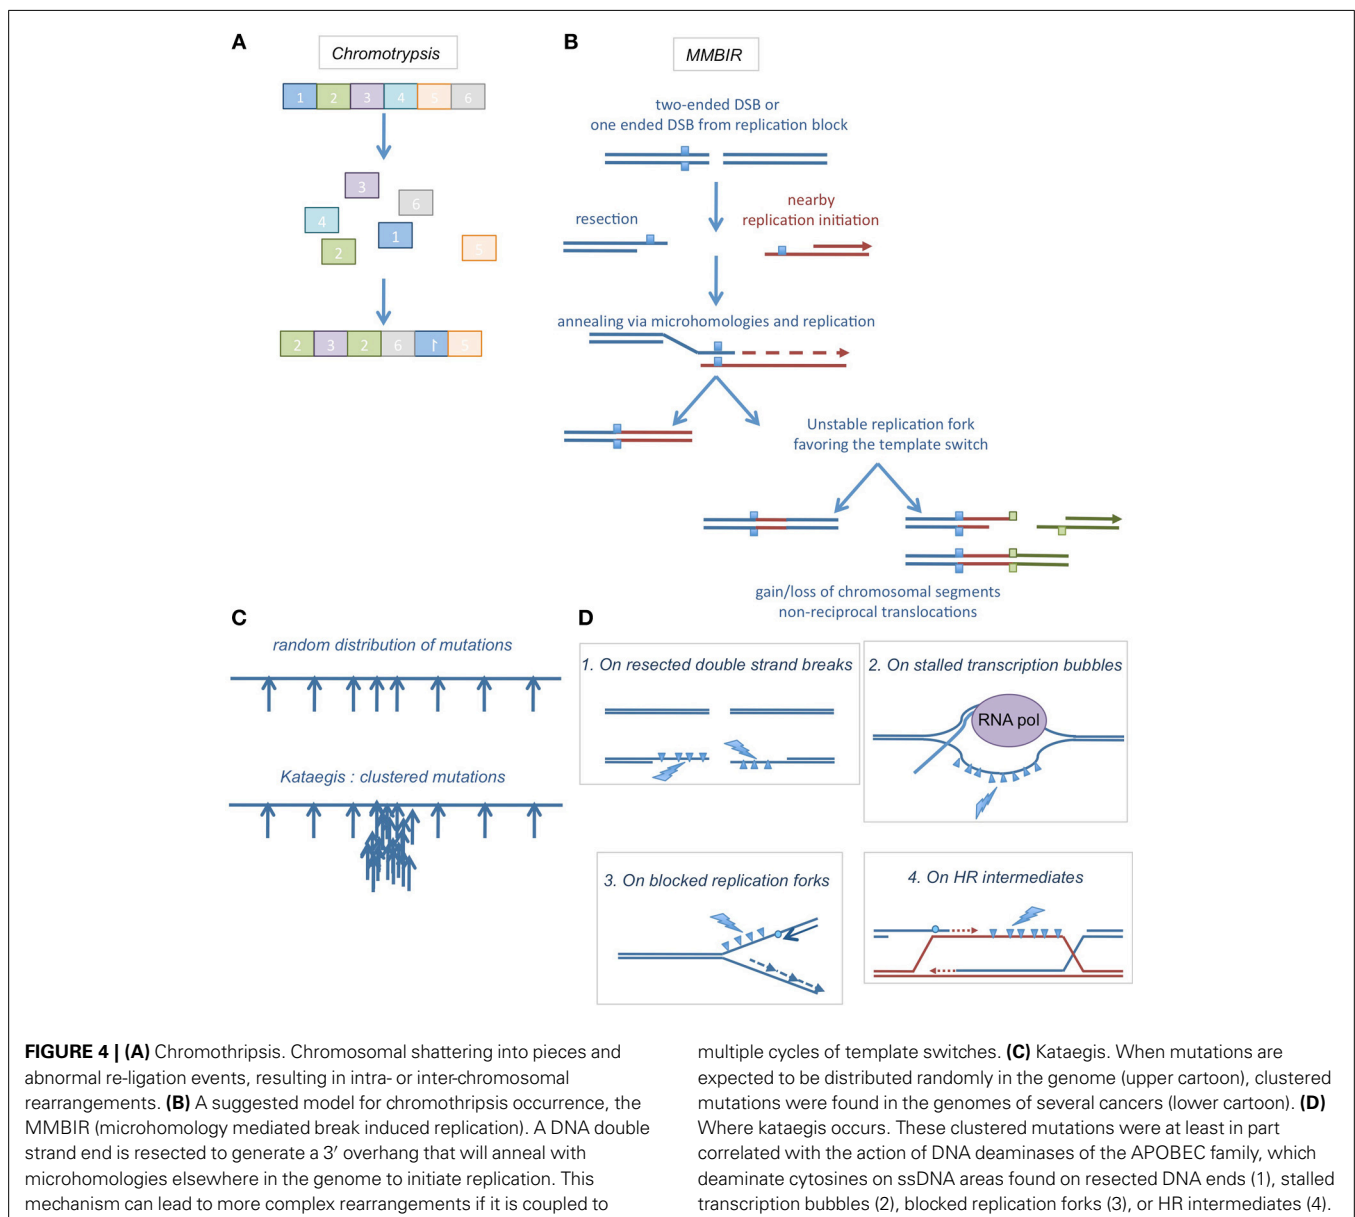 A
Chromotrypsis
1 2 3 4 5 6
3
6
4
1
2
5
2 3 2 6 1 5
B
MMBIR
two-ended DSB or
one ended DSB from replication block
resection
nearby
replication initiation
annealing via microhomologies and replication
Unstable replication fork
favoring the template switch
gain/loss of chromosomal segments
non-reciprocal translocations
C
random distribution of mutations
Kataegis : clustered mutations
D
1. On resected double strand breaks
2. On stalled transcription bubbles
RNA pol
3. On blocked replication forks
4. On HR intermediates
FIGURE 4 | (A) Chromothripsis. Chromosomal shattering into pieces and
abnormal re-ligation events, resulting in intra- or inter-chromosomal
rearrangements. (B) A suggested model for chromothripsis occurrence, the
MMBIR (microhomology mediated break induced replication). A DNA double
strand end is resected to generate a 3′ overhang that will anneal with
microhomologies elsewhere in the genome to initiate replication. This
mechanism can lead to more complex rearrangements if it is coupled to
multiple cycles of template switches. (C) Kataegis. When mutations are
expected to be distributed randomly in the genome (upper cartoon), clustered
mutations were found in the genomes of several cancers (lower cartoon). (D)
Where kataegis occurs. These clustered mutations were at least in part
correlated with the action of DNA deaminases of the APOBEC family, which
deaminate cytosines on ssDNA areas found on resected DNA ends (1), stalled
transcription bubbles (2), blocked replication forks (3), or HR intermediates (4).